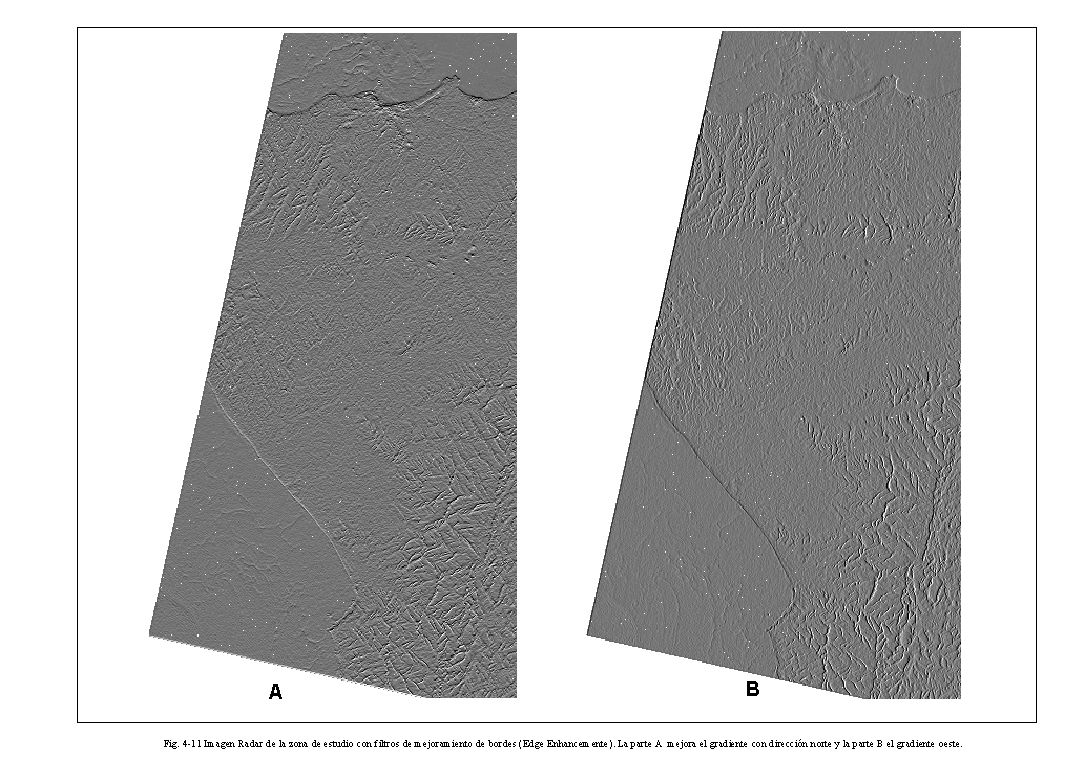 A
B
Fig. 4-11 Imagen Radar de la zona de estudio con filtros de mejoramiento de bordes (Edge Enhancemente). La parte A mejora el gradiente con dirección norte y la parte B el gradiente oeste.